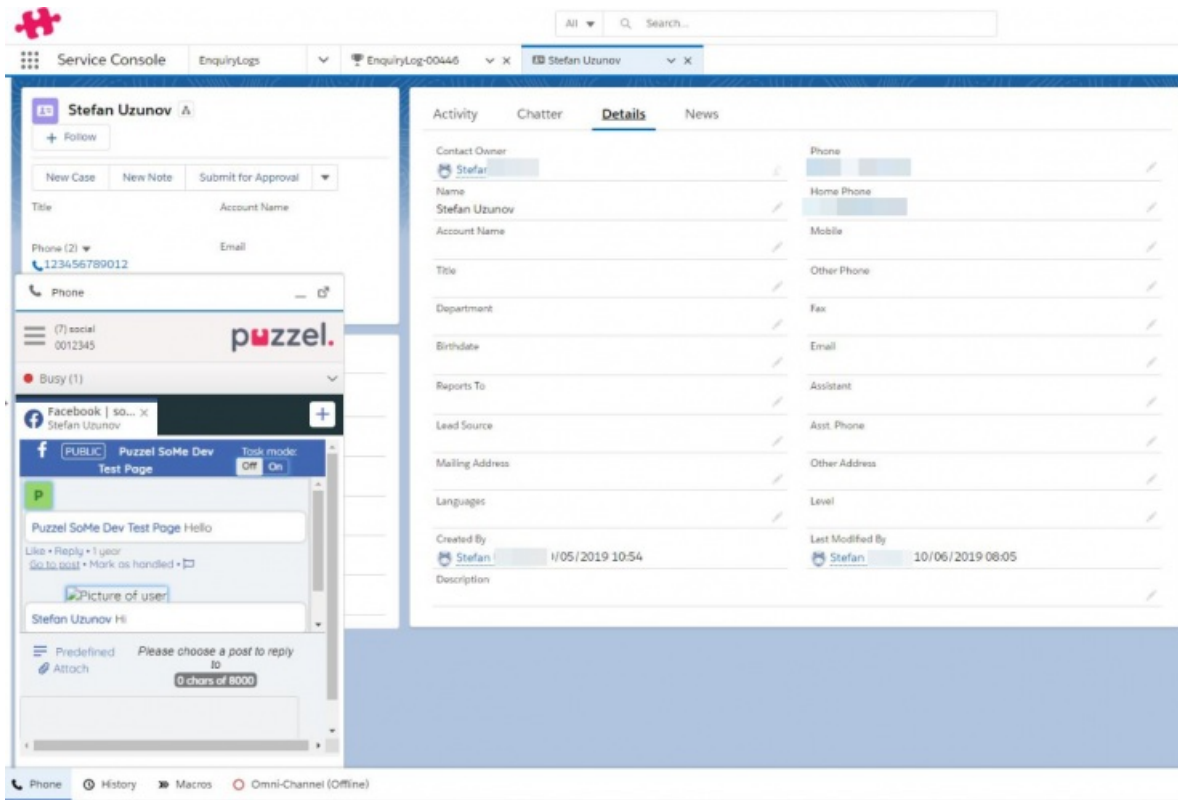 All Search...
Service Console EnquiryLogs EnquiryLog-00446 Stefan Uzunov
Stefan Uzunov
+ Follow
New Case New Note Submit for Approval
Title Account Name
Phone (2) Email
123456789012
Phone
(7) social
0012345
puzzel.
Busy (1)
Facebook | so...
Stefan Uzunov
+
PUBLIC Puzzel SoMe Dev Test Page
Task mode:
Off On
P
Puzzel SoMe Dev Test Page Hello
Like • Reply • 1 year
Go to post • Mark as handled •
Picture of user
Stefan Uzunov Hi
Predefined
Attach
Please choose a post to reply
to
0 chars of 8000
Activity Chatter Details News
Contact Owner
Stefan
Name
Stefan Uzunov
Account Name
Title
Department
Birthdate
Reports To
Lead Source
Mailing Address
Languages
Created By
Stefan /05/2019 10:54
Description
Phone
Home Phone
Mobile
Other Phone
Fax
Email
Assistant
Asst. Phone
Other Address
Level
Last Modified By
Stefan 10/06/2019 08:05
Phone History Macros Omni-Channel (Offline)